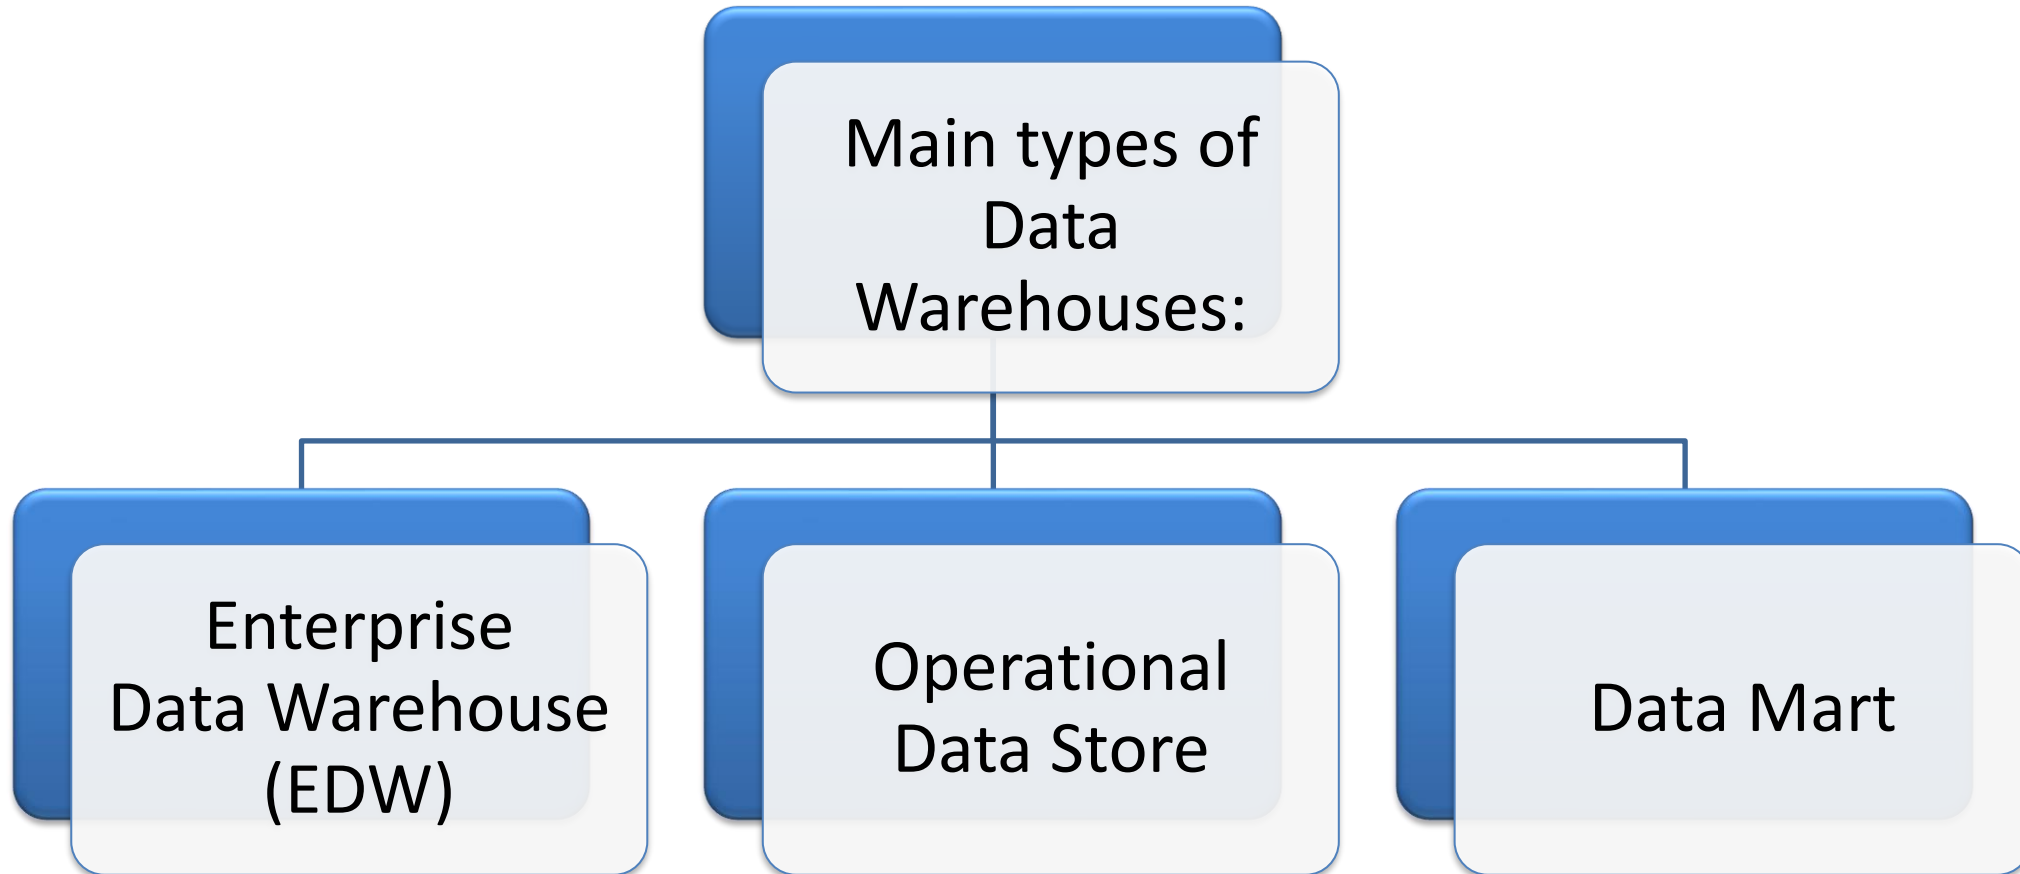 Main types of
Data
Warehouses:
Enterprise
Data Warehouse
(EDW)
Operational
Data Store
Data Mart